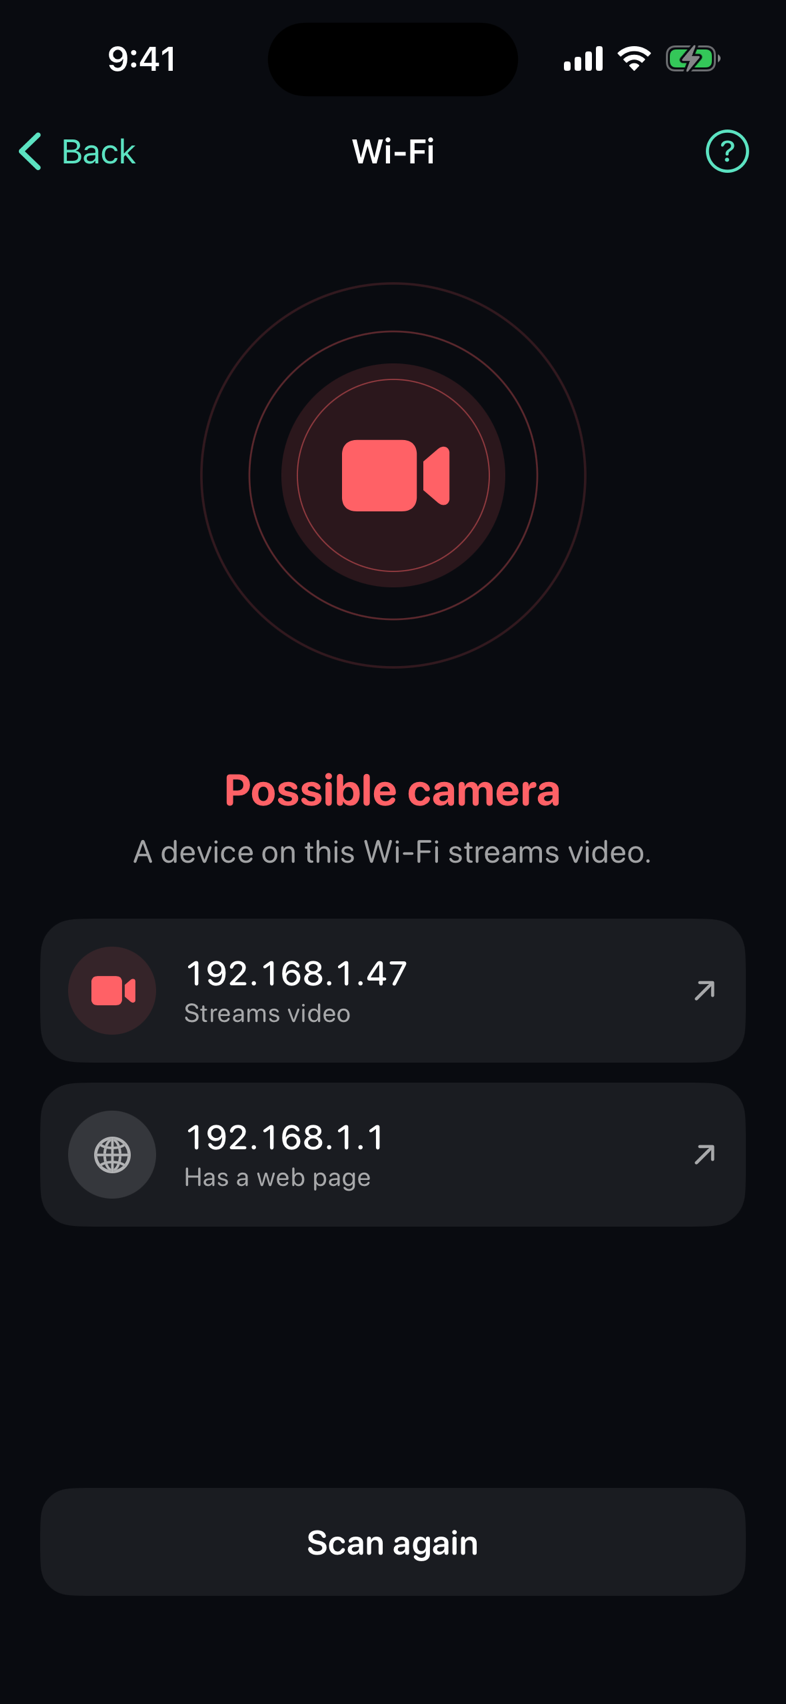 9:41
Back
Wi-Fi
?
Possible camera
A device on this Wi-Fi streams video.
192.168.1.47
Streams video
192.168.1.1
Has a web page
Scan again